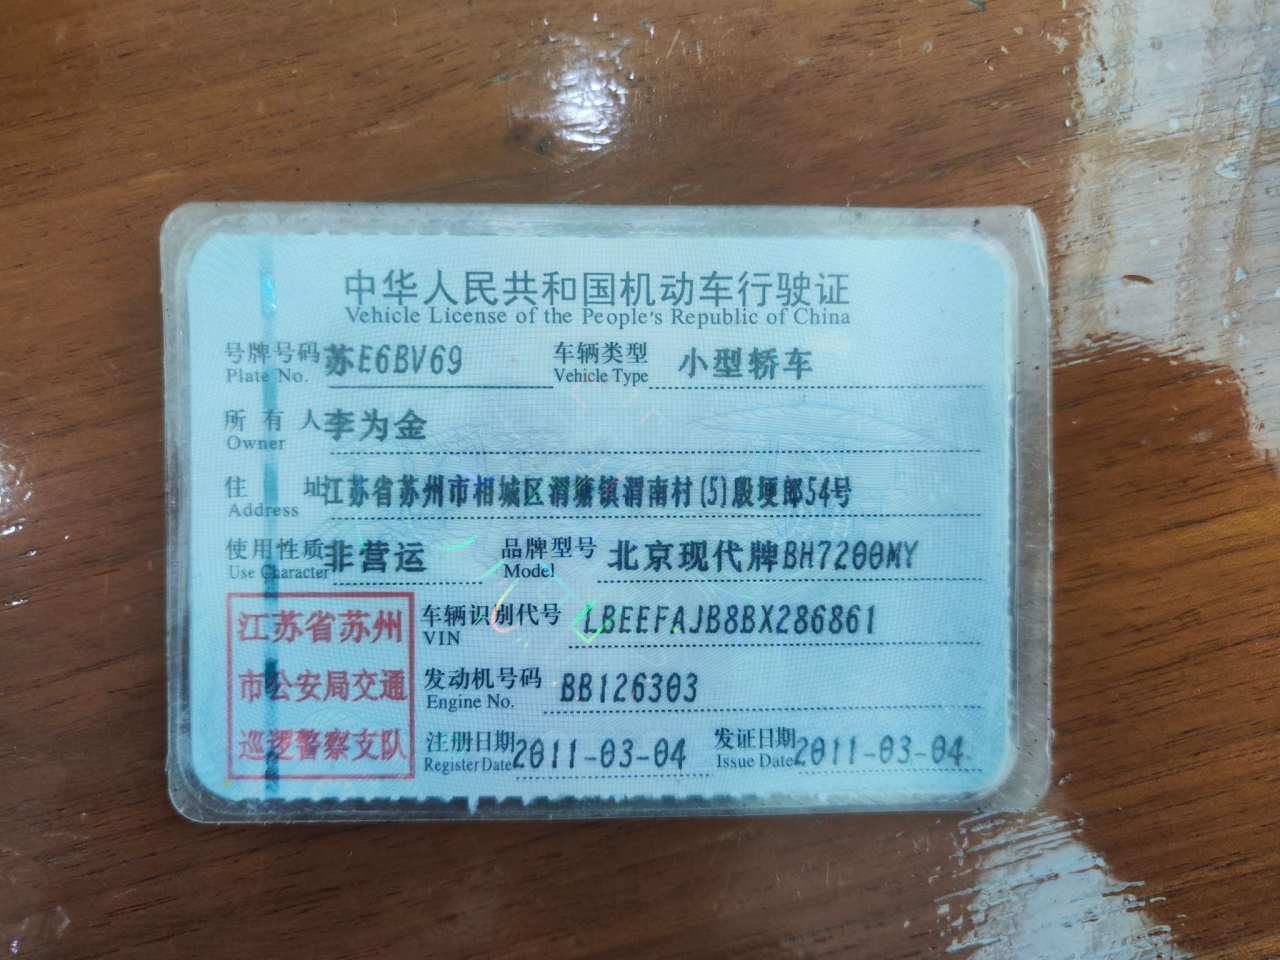 中华人民共和国机动车行驶证
Vehicle License of the People's Republic of China
号牌号码 苏E6BV69 车辆类型 小型轿车
Plate No. Vehicle Type
所有人 李为金
Owner
住址 江苏省苏州市相城区渭塘镇渭南村(5)殷埂郎54号
Address
使用性质 非营运 品牌型号 北京现代牌BH7200MY
Use Character Model
江苏省苏州
市公安局交通
巡逻警察支队
车辆识别代号 LBEEFAJB8BX286861
VIN
发动机号码 BB126303
Engine No.
注册日期 2011-03-04 发证日期 2011-03-04
Register Date Issue Date